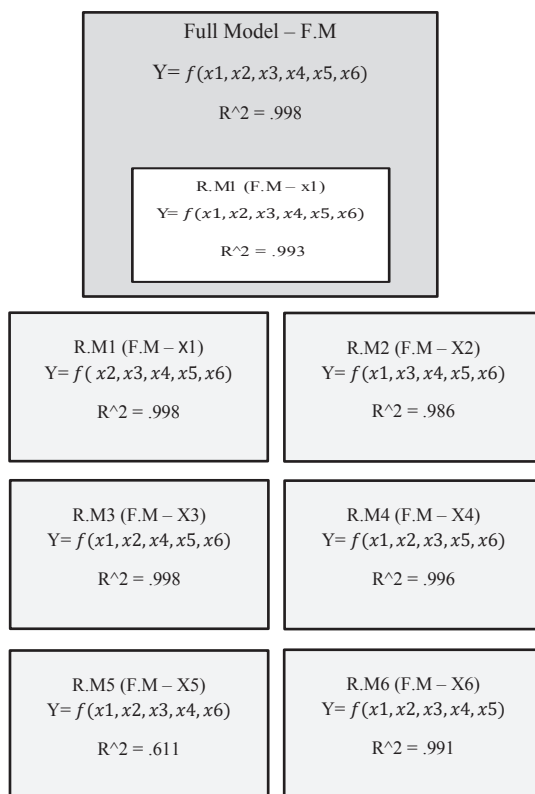 Full Model – F.M
Y= f(x1, x2, x3, x4, x5, x6)
R^2 = .998
R.Ml (F.M – x1)
Y= f(x1, x2, x3, x4, x5, x6)
R^2 = .993
R.M1 (F.M – X1)
Y= f( x2, x3, x4, x5, x6)
R^2 = .998
R.M2 (F.M – X2)
Y= f(x1, x3, x4, x5, x6)
R^2 = .986
R.M3 (F.M – X3)
Y= f(x1, x2, x4, x5, x6)
R^2 = .998
R.M4 (F.M – X4)
Y= f(x1, x2, x3, x5, x6)
R^2 = .996
R.M5 (F.M – X5)
Y= f(x1, x2, x3, x4, x6)
R^2 = .611
R.M6 (F.M – X6)
Y= f(x1, x2, x3, x4, x5)
R^2 = .991